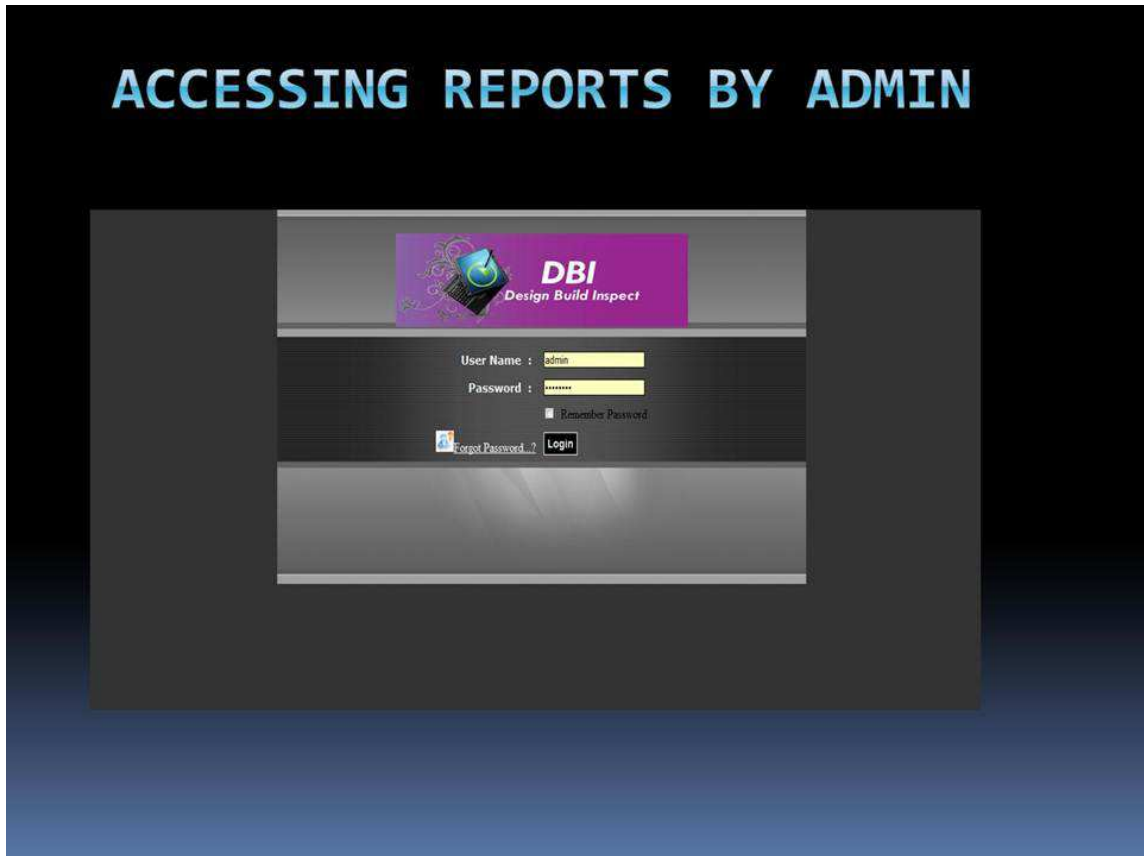 ACCESSING REPORTS BY ADMIN
DBI
Design Build Inspect
User Name : admin
Password : ••••••••
Remember Password
Forgot Password...? Login